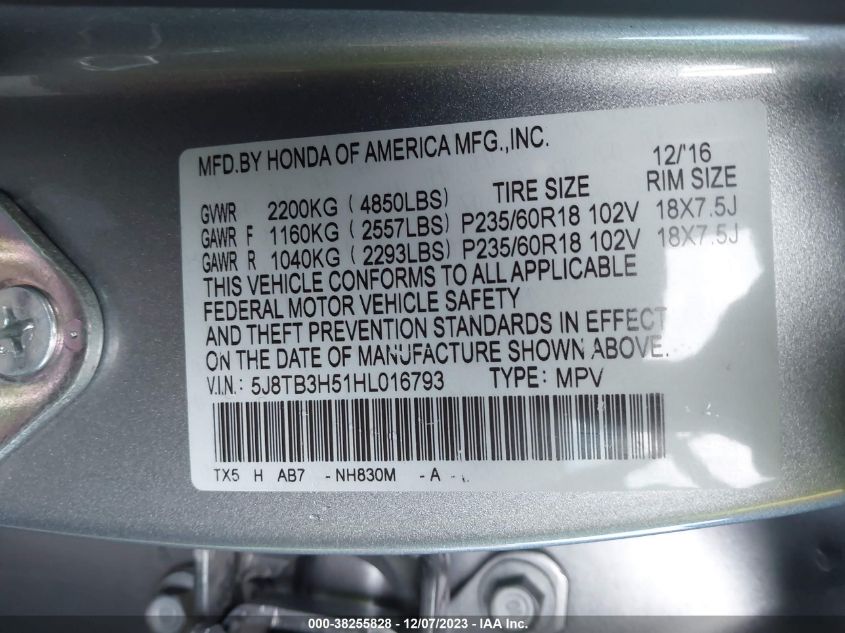 MFD.BY HONDA OF AMERICA MFG.,INC. 12/'16
TIRE SIZE RIM SIZE
GVWR 2200KG ( 4850LBS)
GAWR F 1160KG ( 2557LBS) P235/60R18 102V 18X7.5J
GAWR R 1040KG ( 2293LBS) P235/60R18 102V 18X7.5J
THIS VEHICLE CONFORMS TO ALL APPLICABLE
FEDERAL MOTOR VEHICLE SAFETY
AND THEFT PREVENTION STANDARDS IN EFFECT
ON THE DATE OF MANUFACTURE SHOWN ABOVE.
V.I.N.: 5J8TB3H51HL016793 TYPE: MPV
TX5 H AB7 -NH830M -A -
000-38255828 - 12/07/2023 - IAA Inc.